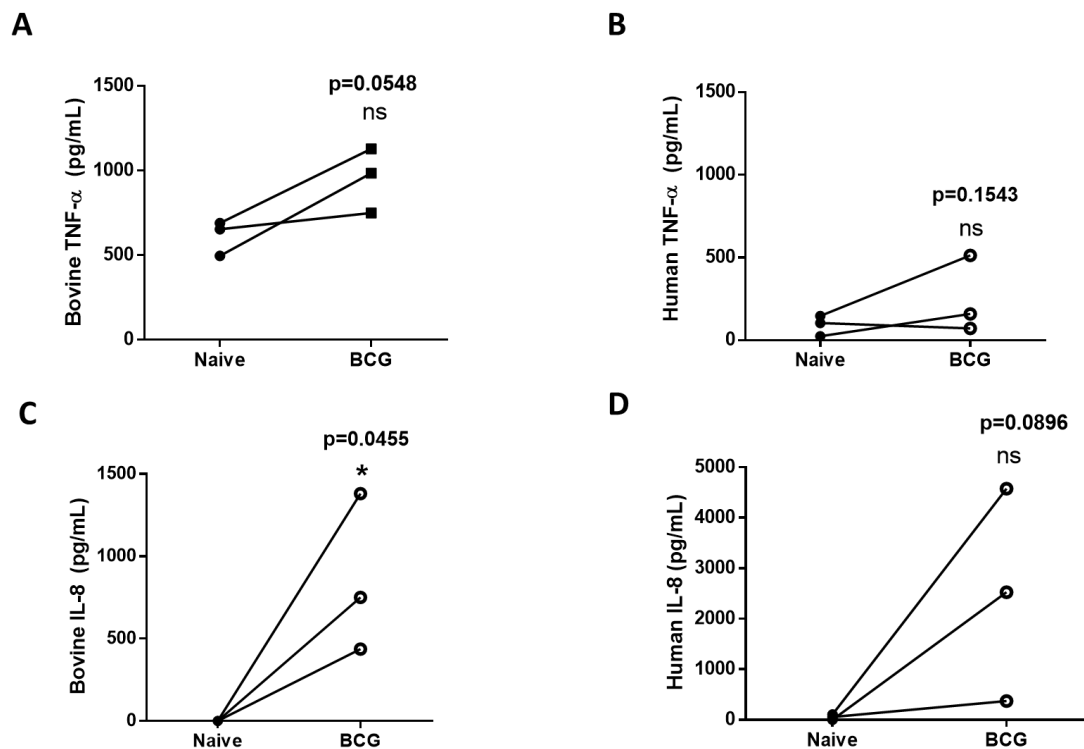 A
p=0.0548
ns
1500
1000
500
0
Bovine TNF-α (pg/mL)
Naive BCG
B
p=0.1543
ns
1500
1000
500
0
Human TNF-α (pg/mL)
Naive BCG
C
p=0.0455
*
1500
1000
500
0
Bovine IL-8 (pg/mL)
Naive BCG
D
p=0.0896
ns
5000
4000
3000
2000
1000
0
Human IL-8 (pg/mL)
Naive BCG